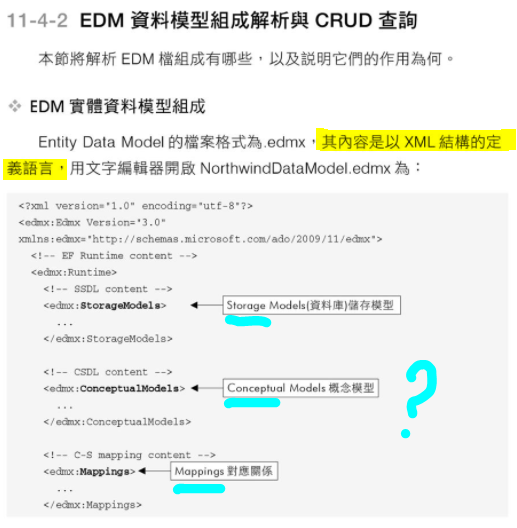 11-4-2 EDM 資料模型組成解析與 CRUD 查詢
本節將解析 EDM 檔組成有哪些，以及說明它們的作用為何。
❖ EDM 實體資料模型組成
Entity Data Model 的檔案格式為.edmx，其內容是以 XML 結構的定
義語言，用文字編輯器開啟 NorthwindDataModel.edmx 為：
<?xml version="1.0" encoding="utf-8"?>
<edmx:Edmx Version="3.0"
xmlns:edmx="http://schemas.microsoft.com/ado/2009/11/edmx">
<!-- EF Runtime content -->
<edmx:Runtime>
<!-- SSDL content -->
<edmx:StorageModels> Storage Models(資料庫)儲存模型
...
</edmx:StorageModels>
<!-- CSDL content -->
<edmx:ConceptualModels> Conceptual Models 概念模型
...
</edmx:ConceptualModels>
?
<!-- C-S mapping content -->
<edmx:Mappings> Mappings 對應關係
...
</edmx:Mappings>